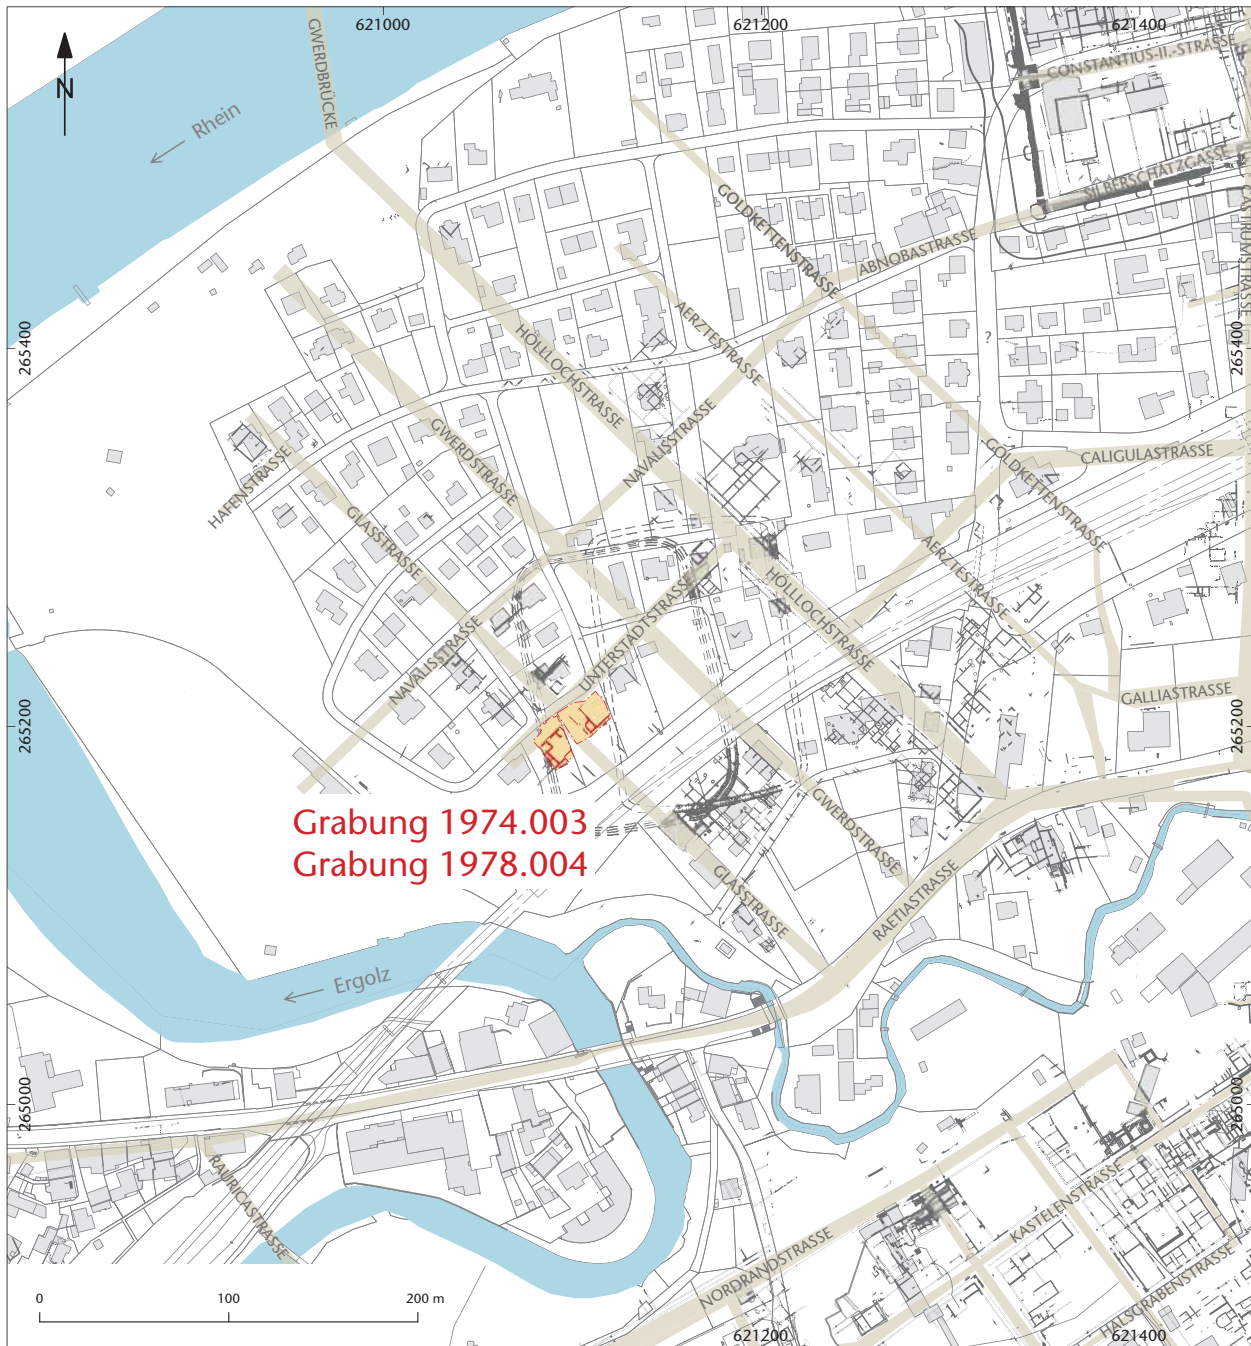 621000
621200
621400
GWERDBRÜCKE
CONSTANTIUS-II.-STRASSE
N
Rhein
SILBERSCHATZGASSE
CASTRUMSTRASSE
GOLDKETTENSTRASSE
ABNOBASTRASSE
265400
265400
HOLLLOCHSTRASSE
AERZTESTRASSE
?
NAVALISSTRASSE
GWERDSTRASSE
HAFENSTRASSE
GLASSTRASSE
GOLDKETTENSTRASSE
CALIGULASTRASSE
AERZTESTRASSE
HOLLLOCHSTRASSE
UNTERSTADTSTRASSE
NAVALISSTRASSE
GALLIASTRASSE
265200
265200
Grabung 1974.003
Grabung 1978.004
GWERDSTRASSE
GLASSTRASSE
RAETIASTRASSE
Ergolz
265000
265000
RAURICASTRASSE
KASTELENSTRASSE
NORDRANDSTRASSE
HALSGRABENSTRASSE
0
100
200 m
621200
621400